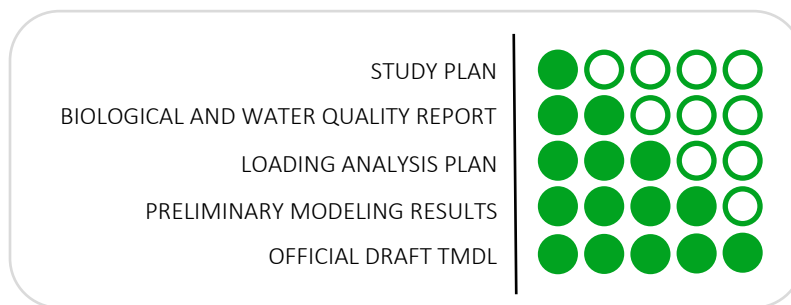 STUDY PLAN
BIOLOGICAL AND WATER QUALITY REPORT
LOADING ANALYSIS PLAN
PRELIMINARY MODELING RESULTS
OFFICIAL DRAFT TMDL